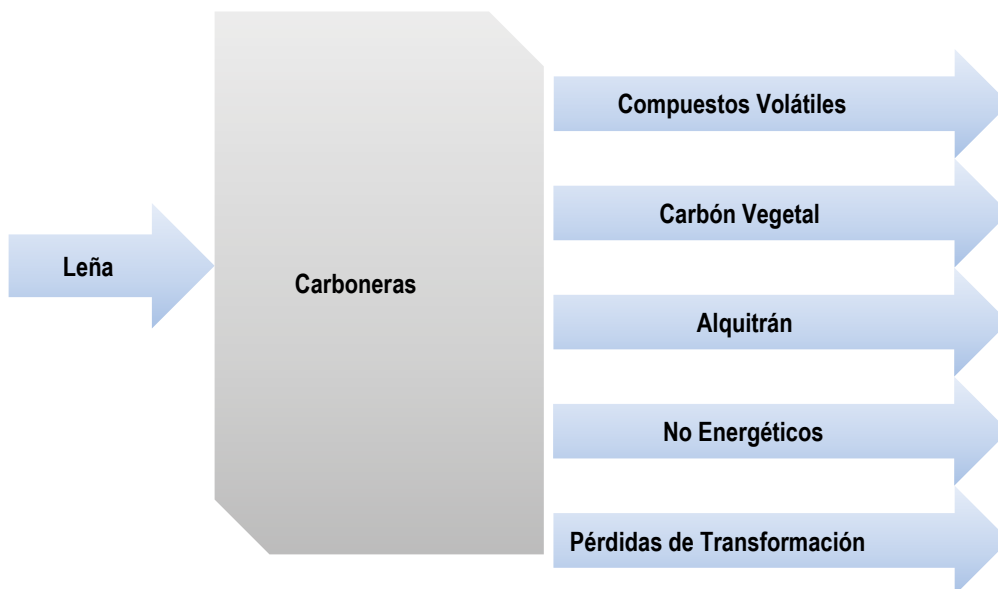 Leña
Carboneras
Compuestos Volátiles
Carbón Vegetal
Alquitrán
No Energéticos
Pérdidas de Transformación